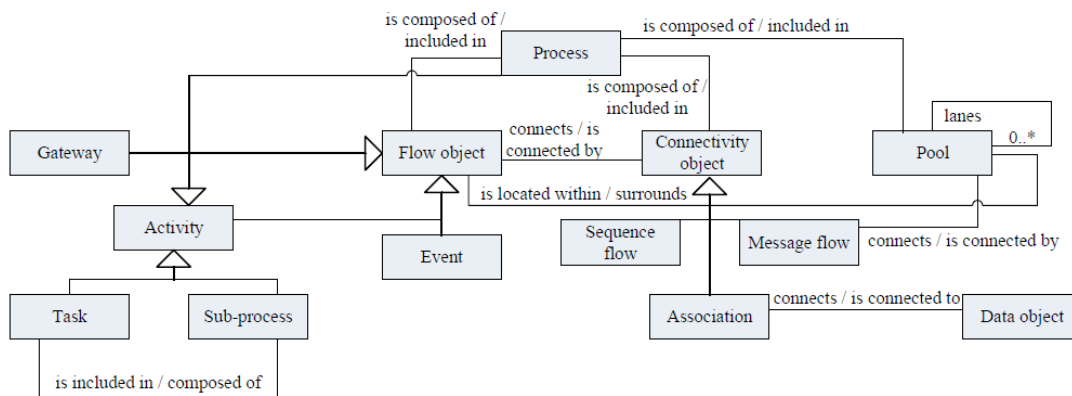 is composed of /
included in
is composed of / included in
Process
is composed of /
included in
lanes
0..*
Gateway
Flow object
connects / is
connected by
Connectivity
object
Pool
is located within / surrounds
Activity
Event
Sequence
flow
Message flow
connects / is connected by
Task
Sub-process
Association
connects / is connected to
Data object
is included in / composed of